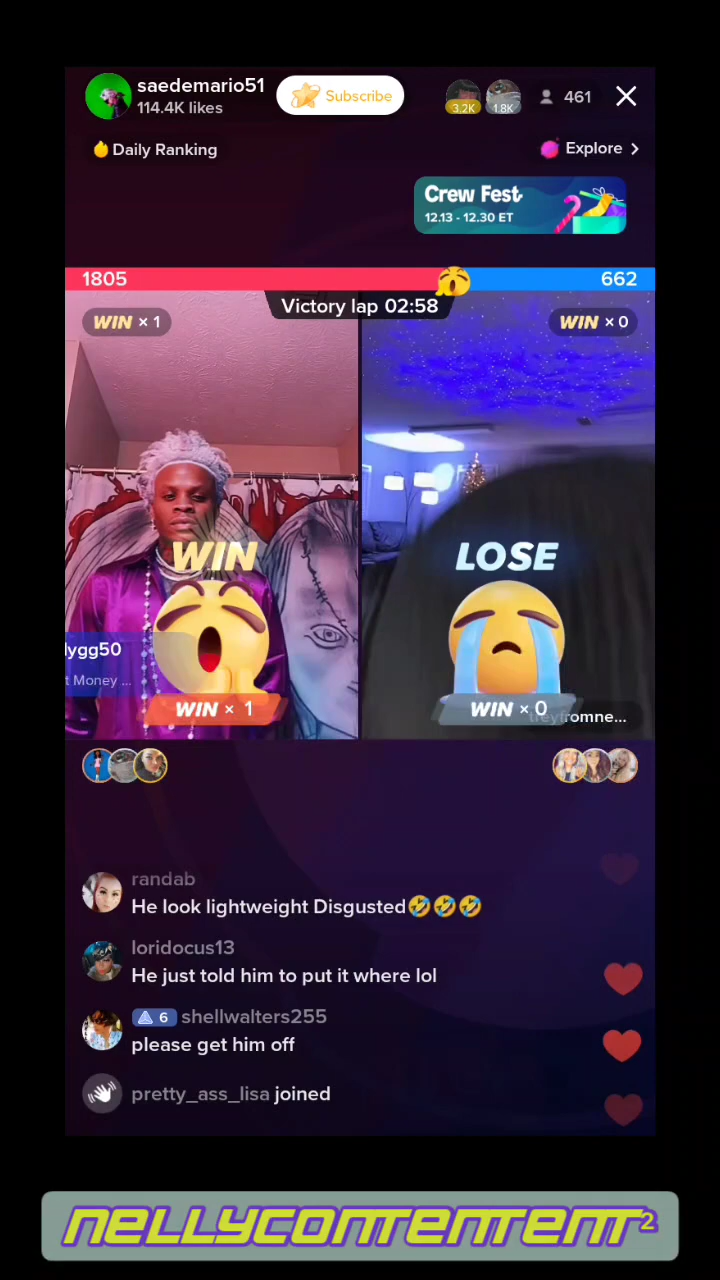 saedemario51
114.4K likes
Subscribe
3.2K
1.8K
461
Daily Ranking
Explore
Crew Fest
12.13 - 12.30 ET
1805
662
Victory lap 02:58
WIN × 1
WIN × 0
WIN
LOSE
lygg50
t Money ...
WIN × 1
WIN × 0
treyfromne...
randab
He look lightweight Disgusted🤣🤣🤣
loridocus13
He just told him to put it where lol
6 shellwalters255
please get him off
pretty_ass_lisa joined
NELLYCONTENTENT²